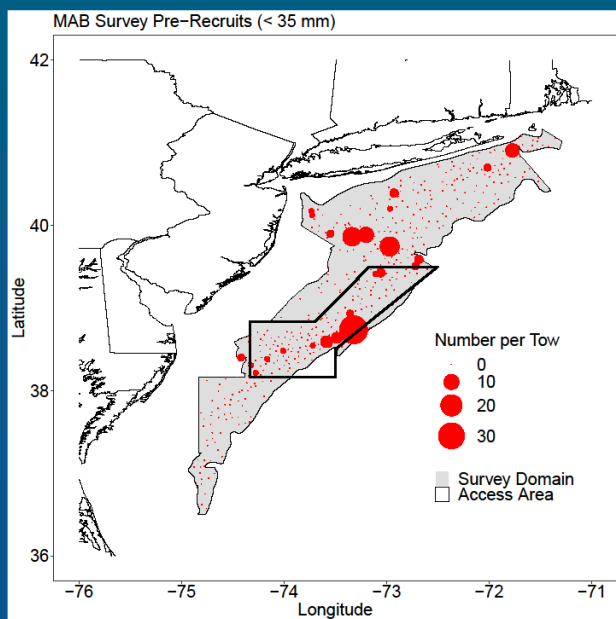 MAB Survey Pre−Recruits (< 35 mm)
42
40
38
36
Latitude
Number per Tow
0
10
20
30
Survey Domain
Access Area
−76 −75 −74 −73 −72 −71
Longitude